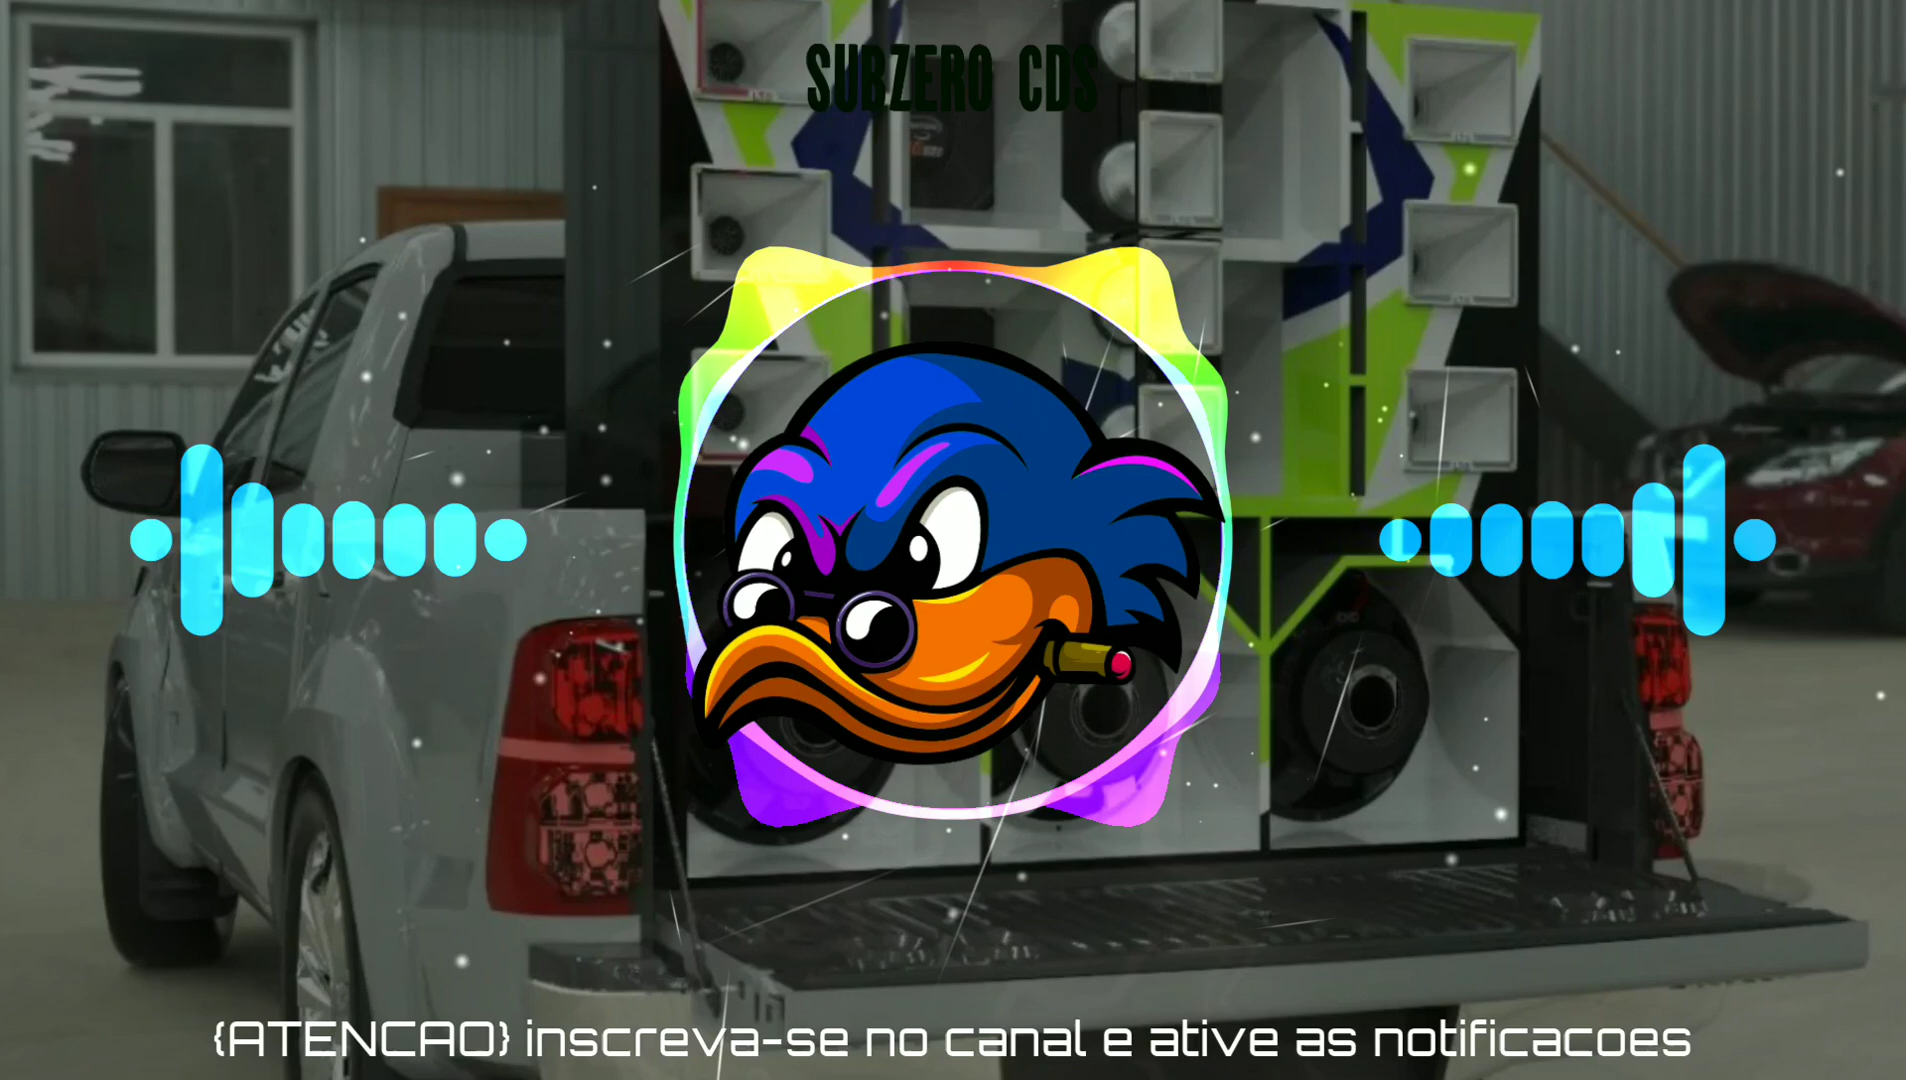 SUBZERO CDS
{ATENCAO} inscreva-se no canal e ative as notificacoes